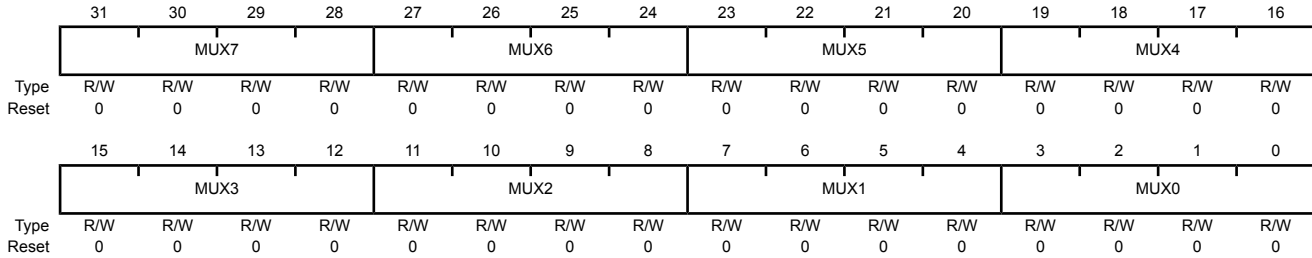 31 30 29 28 27 26 25 24 23 22 21 20 19 18 17 16
MUX7 MUX6 MUX5 MUX4
Type R/W R/W R/W R/W R/W R/W R/W R/W R/W R/W R/W R/W R/W R/W R/W R/W
Reset 0 0 0 0 0 0 0 0 0 0 0 0 0 0 0 0
15 14 13 12 11 10 9 8 7 6 5 4 3 2 1 0
MUX3 MUX2 MUX1 MUX0
Type R/W R/W R/W R/W R/W R/W R/W R/W R/W R/W R/W R/W R/W R/W R/W R/W
Reset 0 0 0 0 0 0 0 0 0 0 0 0 0 0 0 0